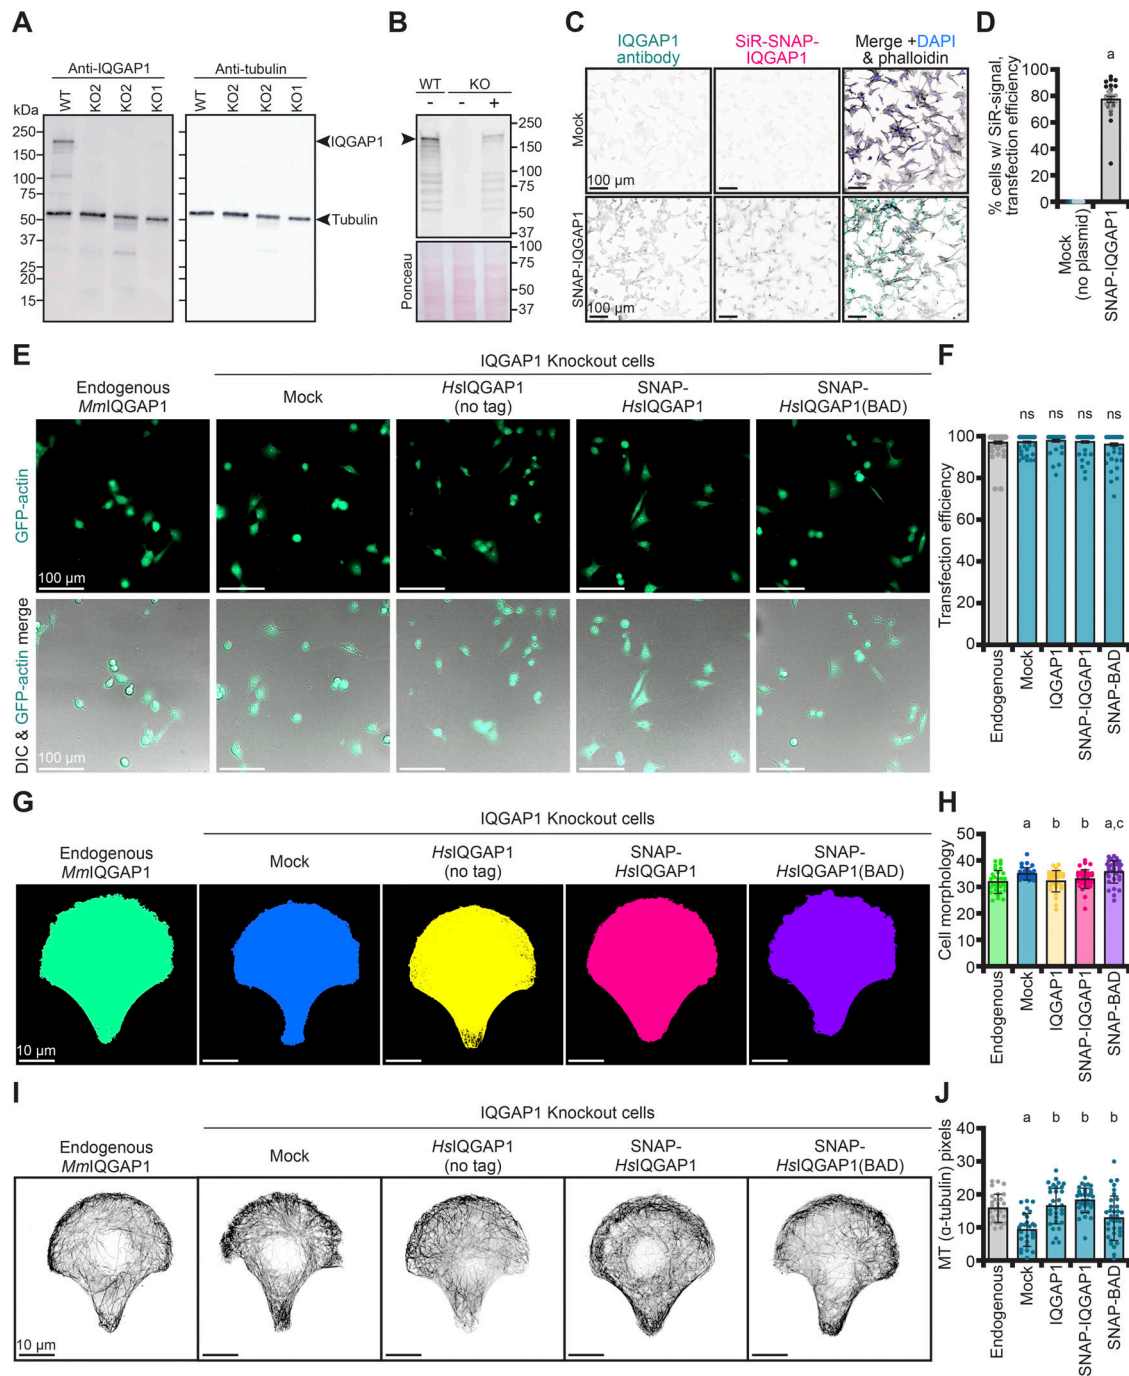 A
Anti-IQGAP1
Anti-tubulin
kDa
WT
KO2
KO2
KO1
WT
KO2
KO2
KO1
250
150
100
75
50
37
25
20
15
IQGAP1
Tubulin
B
WT
KO
-
-
+
250
150
100
75
50
37
100
75
50
37
Ponceau
C
IQGAP1
antibody
SiR-SNAP-
IQGAP1
Merge +DAPI
& phalloidin
Mock
100 µm
SNAP-IQGAP1
100 µm
D
a
% cells w/ SiR-signal,
transfection efficiency
100
80
60
40
20
0
Mock
(no plasmid)
SNAP-IQGAP1
E
IQGAP1 Knockout cells
Endogenous
MmIQGAP1
Mock
HsIQGAP1
(no tag)
SNAP-
HsIQGAP1
SNAP-
HsIQGAP1(BAD)
GFP-actin
100 µm
DIC & GFP-actin merge
100 µm
F
ns
ns
ns
ns
Transfection efficiency
100
80
60
40
20
0
Endogenous
Mock
IQGAP1
SNAP-IQGAP1
SNAP-BAD
G
IQGAP1 Knockout cells
Endogenous
MmIQGAP1
Mock
HsIQGAP1
(no tag)
SNAP-
HsIQGAP1
SNAP-
HsIQGAP1(BAD)
10 µm
H
a
b
b
a,c
Cell morphology
50
40
30
20
10
0
Endogenous
Mock
IQGAP1
SNAP-IQGAP1
SNAP-BAD
I
IQGAP1 Knockout cells
Endogenous
MmIQGAP1
Mock
HsIQGAP1
(no tag)
SNAP-
HsIQGAP1
SNAP-
HsIQGAP1(BAD)
10 µm
J
a
b
b
b
MT (α-tubulin) pixels
40
30
20
10
0
Endogenous
Mock
IQGAP1
SNAP-IQGAP1
SNAP-BAD